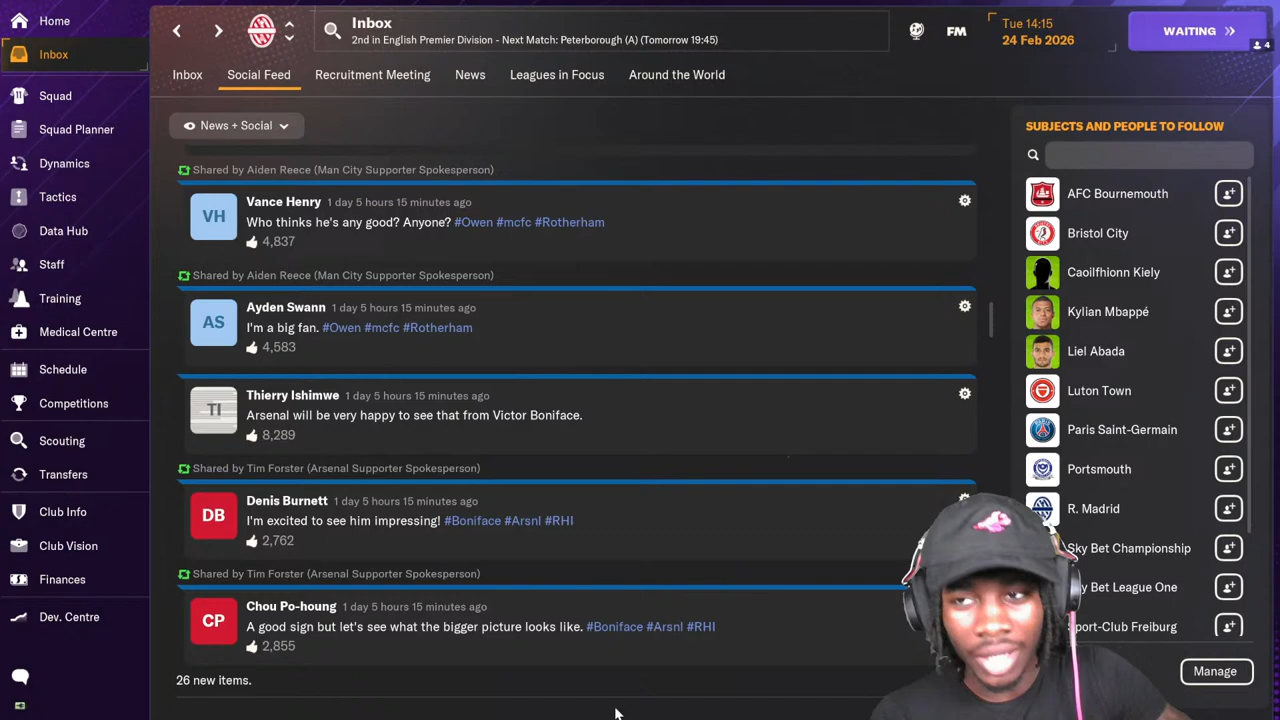 Home
Inbox
Squad
Squad Planner
Dynamics
Tactics
Data Hub
Staff
Training
Medical Centre
Schedule
Competitions
Scouting
Transfers
Club Info
Club Vision
Finances
Dev. Centre
Inbox
2nd in English Premier Division - Next Match: Peterborough (A) (Tomorrow 19:45)
FM
Tue 14:15
24 Feb 2026
WAITING
4
Inbox
Social Feed
Recruitment Meeting
News
Leagues in Focus
Around the World
News + Social
Shared by Aiden Reece (Man City Supporter Spokesperson)
VH
Vance Henry 1 day 5 hours 15 minutes ago
Who thinks he's any good? Anyone? #Owen #mcfc #Rotherham
4,837
Shared by Aiden Reece (Man City Supporter Spokesperson)
AS
Ayden Swann 1 day 5 hours 15 minutes ago
I'm a big fan. #Owen #mcfc #Rotherham
4,583
TI
Thierry Ishimwe 1 day 5 hours 15 minutes ago
Arsenal will be very happy to see that from Victor Boniface.
8,289
Shared by Tim Forster (Arsenal Supporter Spokesperson)
DB
Denis Burnett 1 day 5 hours 15 minutes ago
I'm excited to see him impressing! #Boniface #Arsnl #RHI
2,762
Shared by Tim Forster (Arsenal Supporter Spokesperson)
CP
Chou Po-houng 1 day 5 hours 15 minutes ago
A good sign but let's see what the bigger picture looks like. #Boniface #Arsnl #RHI
2,855
26 new items.
SUBJECTS AND PEOPLE TO FOLLOW
AFC Bournemouth
Bristol City
Caoilfhionn Kiely
Kylian Mbappé
Liel Abada
Luton Town
Paris Saint-Germain
Portsmouth
R. Madrid
Sky Bet Championship
y Bet League One
Sport-Club Freiburg
Manage